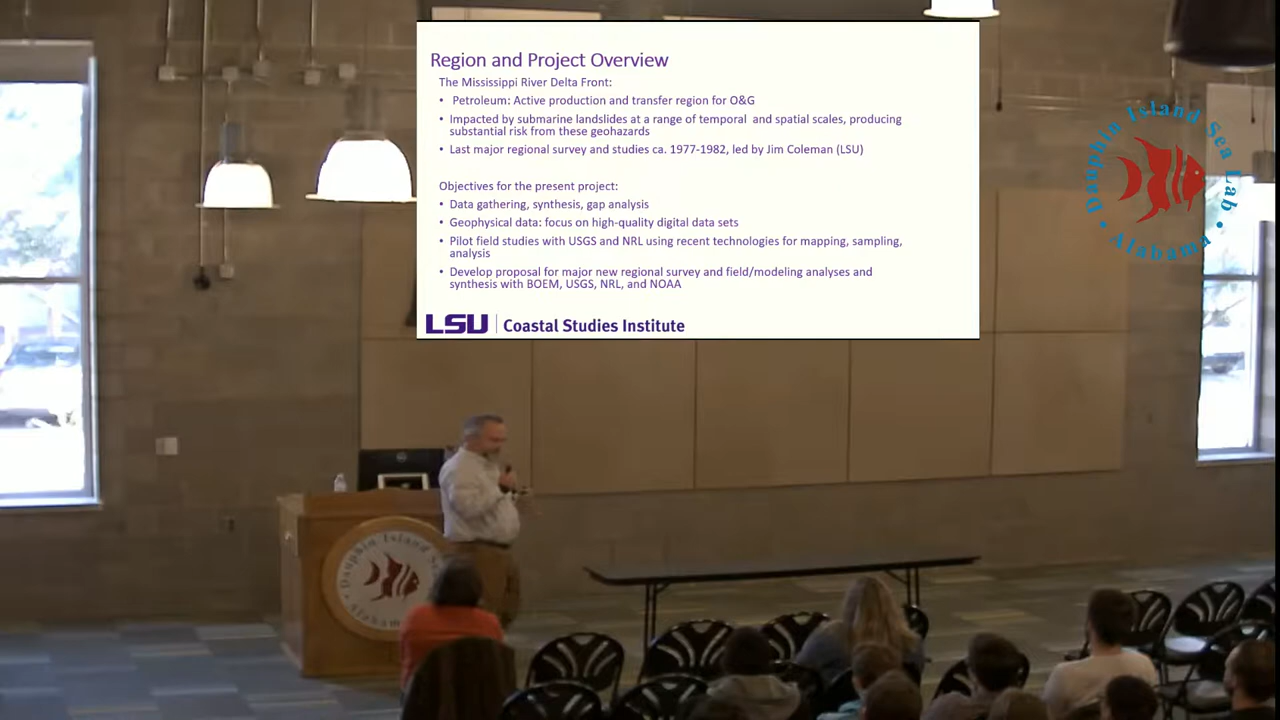 Region and Project Overview
The Mississippi River Delta Front:
• Petroleum: Active production and transfer region for O&G
• Impacted by submarine landslides at a range of temporal and spatial scales, producing
substantial risk from these geohazards
• Last major regional survey and studies ca. 1977-1982, led by Jim Coleman (LSU)
Objectives for the present project:
• Data gathering, synthesis, gap analysis
• Geophysical data: focus on high-quality digital data sets
• Pilot field studies with USGS and NRL using recent technologies for mapping, sampling,
analysis
• Develop proposal for major new regional survey and field/modeling analyses and
synthesis with BOEM, USGS, NRL, and NOAA
LSU | Coastal Studies Institute
Dauphin Island Sea Lab
• Alabama •
Dauphin Island Se
Alabam